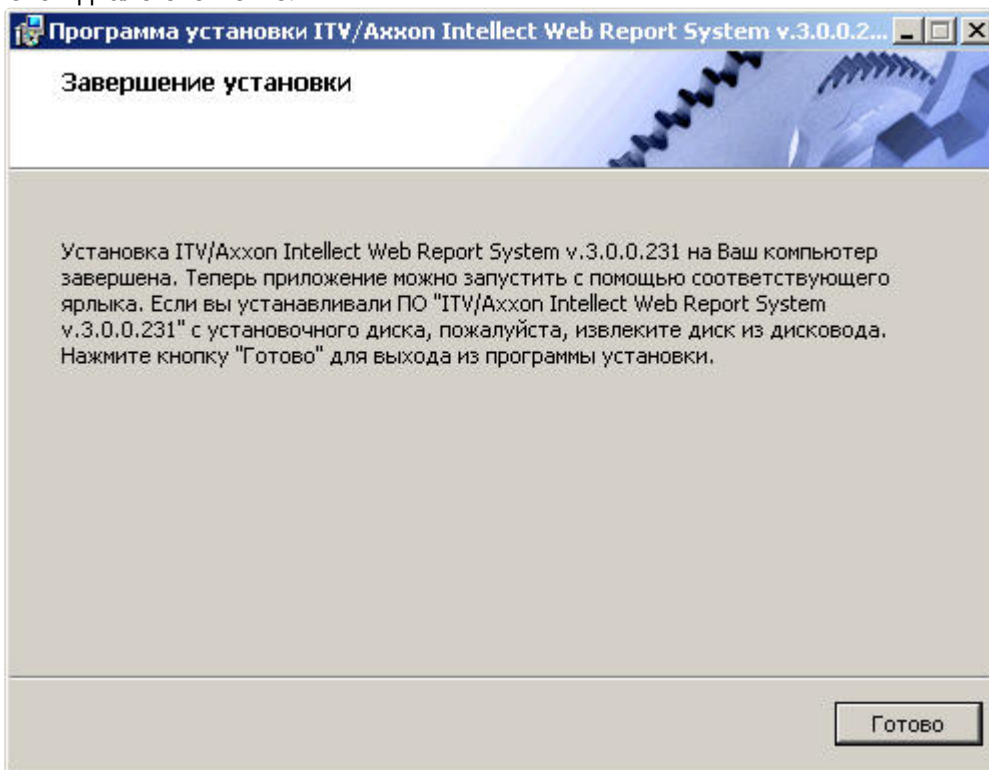 Программа установки ITV/Axxon Intellect Web Report System v.3.0.0.2...
Завершение установки
Установка ITV/Axxon Intellect Web Report System v.3.0.0.231 на Ваш компьютер
завершена. Теперь приложение можно запустить с помощью соответствующего
ярлыка. Если вы устанавливали ПО "ITV/Axxon Intellect Web Report System
v.3.0.0.231" с установочного диска, пожалуйста, извлеките диск из дисковода.
Нажмите кнопку "Готово" для выхода из программы установки.
Готово